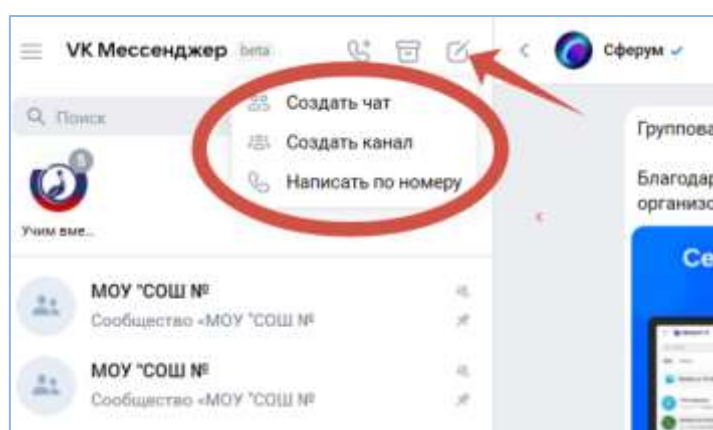 VK Мессенджер beta
Сферум
Поиск
Создать чат
Создать канал
Написать по номеру
Учим вме...
МОУ "СОШ №
Сообщество «МОУ "СОШ №
МОУ "СОШ №
Сообщество «МОУ "СОШ №
Группова
Благодар
организо
Се